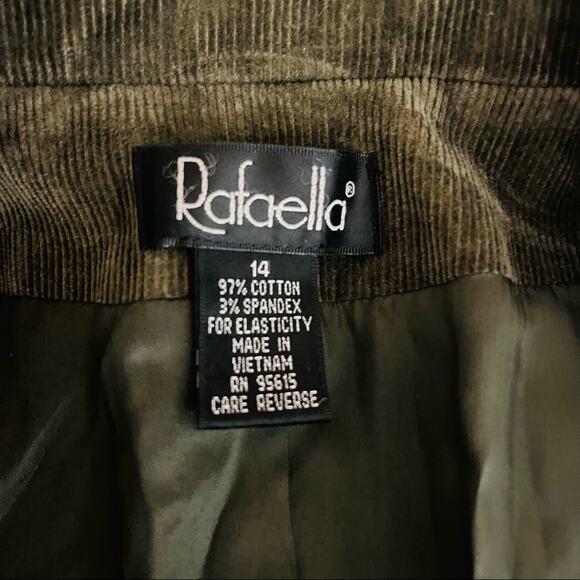 Rafaella®
14
97% COTTON
3% SPANDEX
FOR ELASTICITY
MADE IN
VIETNAM
RN 95615
CARE REVERSE